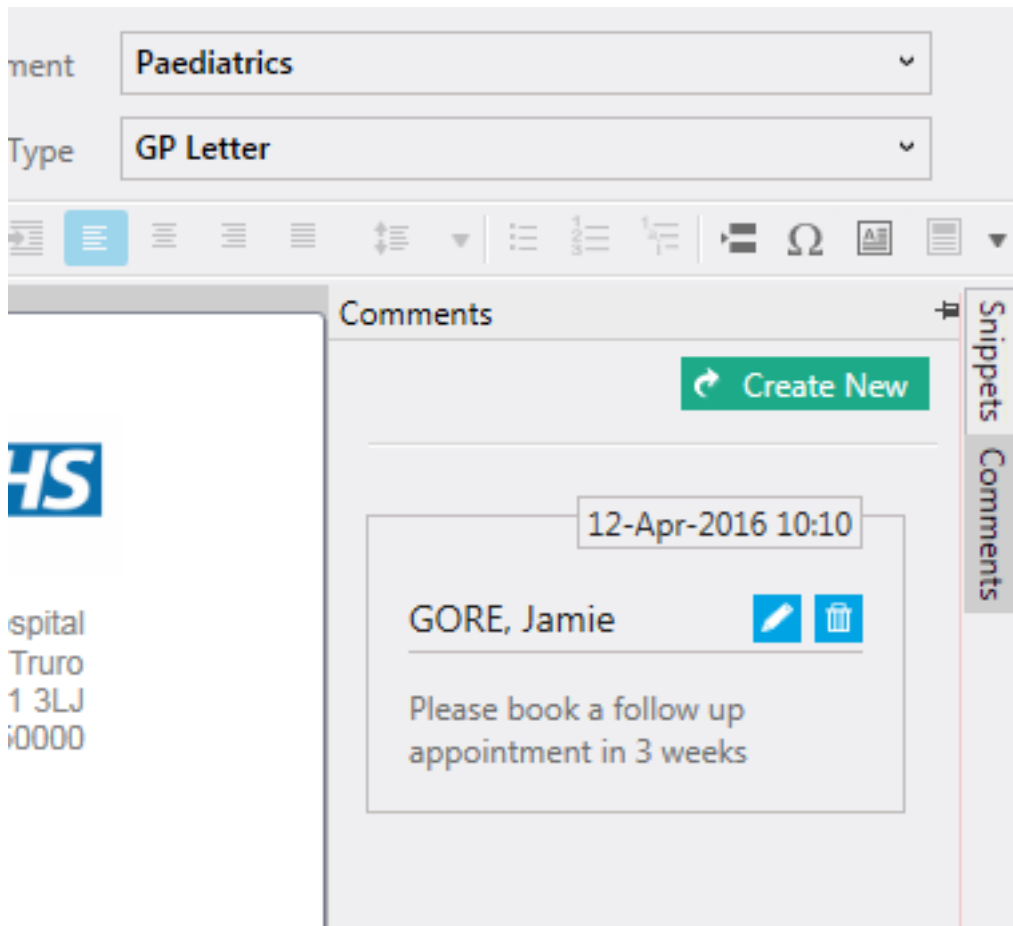 ment Paediatrics
Type GP Letter
Comments
Snippets
Comments
Create New
HS
12-Apr-2016 10:10
GORE, Jamie
spital
Truro
1 3LJ
0000
Please book a follow up
appointment in 3 weeks